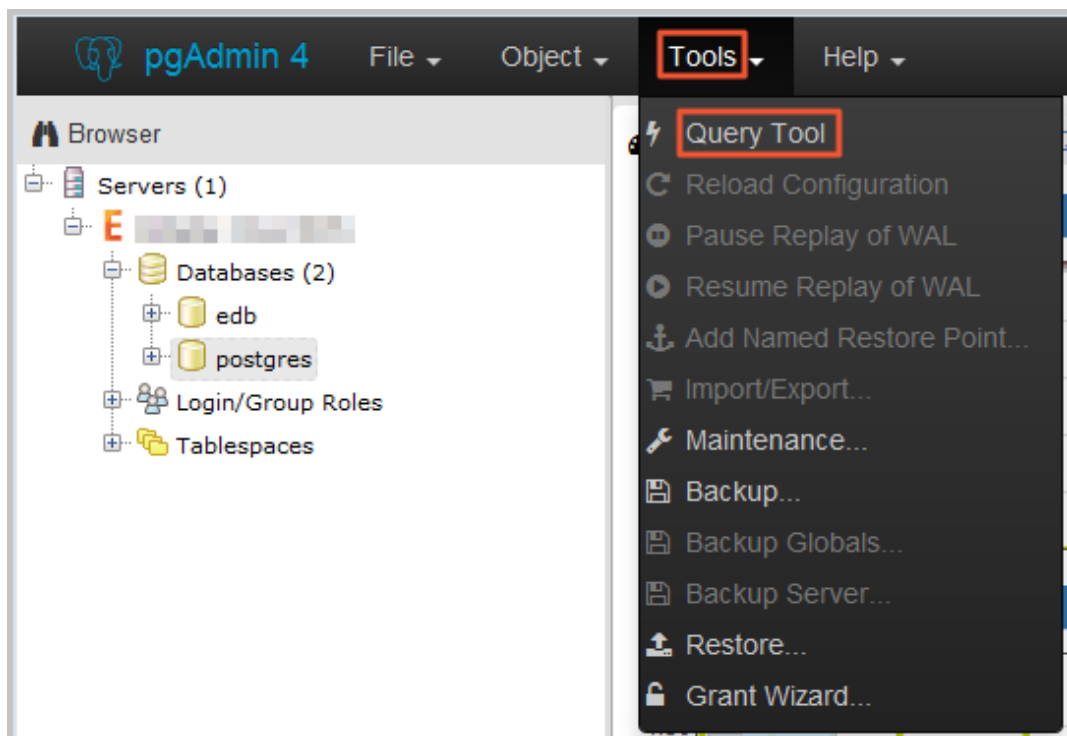 pgAdmin 4 File Object Tools Help
Browser
Servers (1)
Databases (2)
edb
postgres
Login/Group Roles
Tablespaces
Query Tool
Reload Configuration
Pause Replay of WAL
Resume Replay of WAL
Add Named Restore Point...
Import/Export...
Maintenance...
Backup...
Backup Globals...
Backup Server...
Restore...
Grant Wizard...